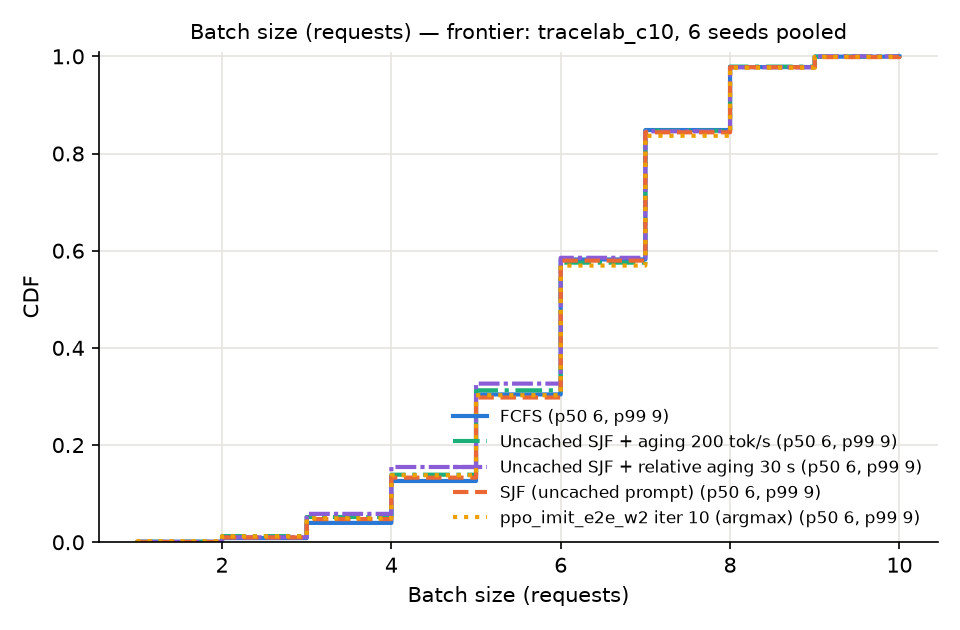 Batch size (requests) — frontier: tracelab_c10, 6 seeds pooled
1.0
0.8
0.6
0.4
0.2
0.0
CDF
FCFS (p50 6, p99 9)
Uncached SJF + aging 200 tok/s (p50 6, p99 9)
Uncached SJF + relative aging 30 s (p50 6, p99 9)
SJF (uncached prompt) (p50 6, p99 9)
ppo_imit_e2e_w2 iter 10 (argmax) (p50 6, p99 9)
2 4 6 8 10
Batch size (requests)